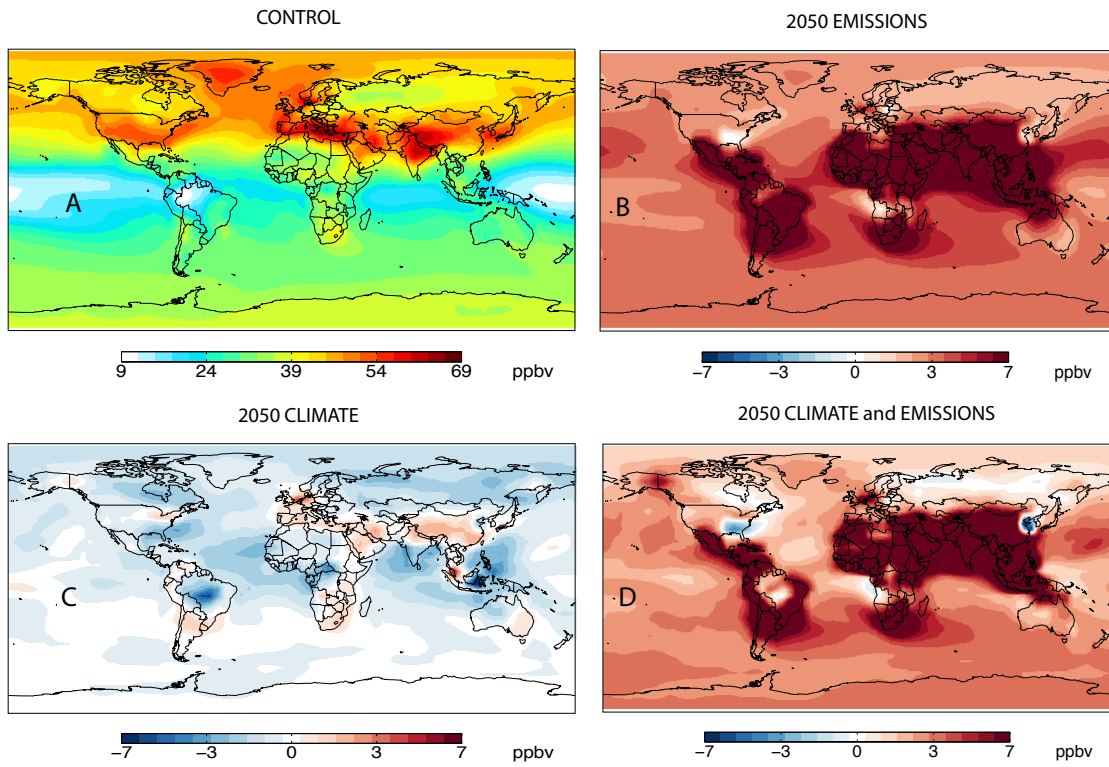 CONTROL
2050 EMISSIONS
A
B
9 24 39 54 69 ppbv
−7 −3 0 3 7 ppbv
2050 CLIMATE
2050 CLIMATE and EMISSIONS
C
D
−7 −3 0 3 7 ppbv
−7 −3 0 3 7 ppbv